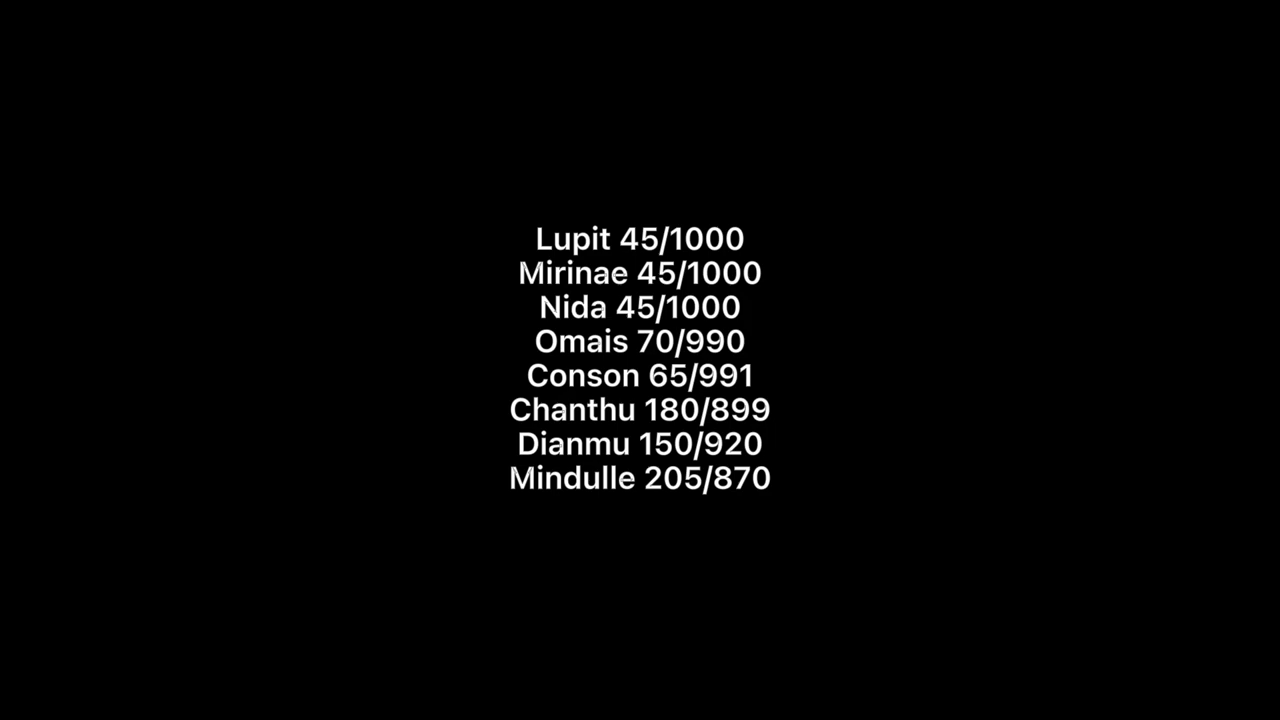 Lupit 45/1000
Mirinae 45/1000
Nida 45/1000
Omais 70/990
Conson 65/991
Chanthu 180/899
Dianmu 150/920
Mindulle 205/870